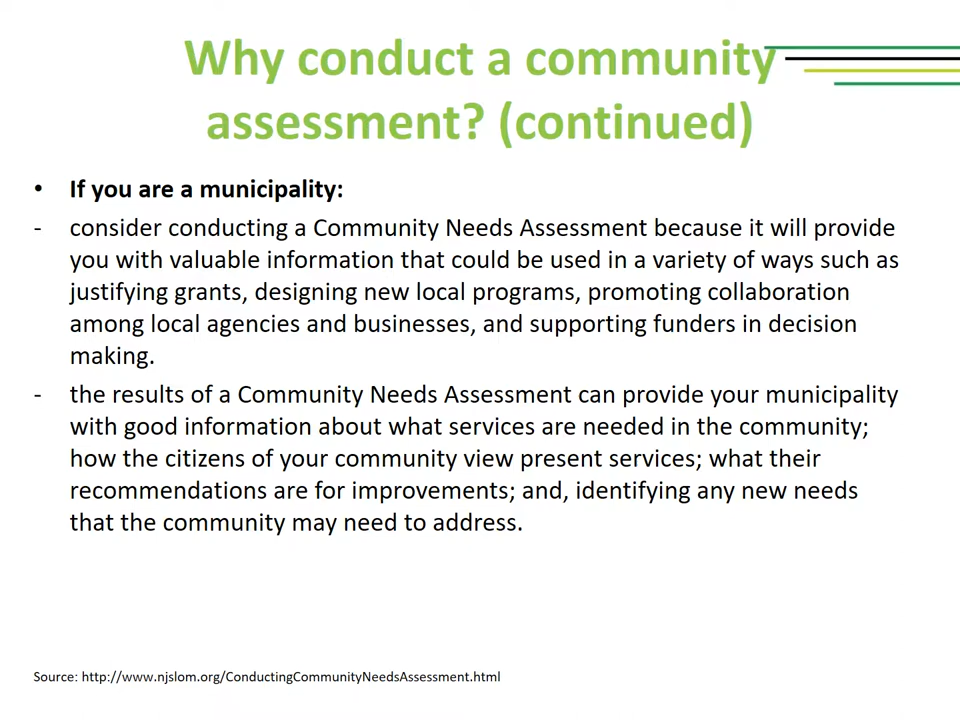 Why conduct a community
assessment? (continued)
• If you are a municipality:
- consider conducting a Community Needs Assessment because it will provide
you with valuable information that could be used in a variety of ways such as
justifying grants, designing new local programs, promoting collaboration
among local agencies and businesses, and supporting funders in decision
making.
- the results of a Community Needs Assessment can provide your municipality
with good information about what services are needed in the community;
how the citizens of your community view present services; what their
recommendations are for improvements; and, identifying any new needs
that the community may need to address.
Source: http://www.njslom.org/ConductingCommunityNeedsAssessment.html